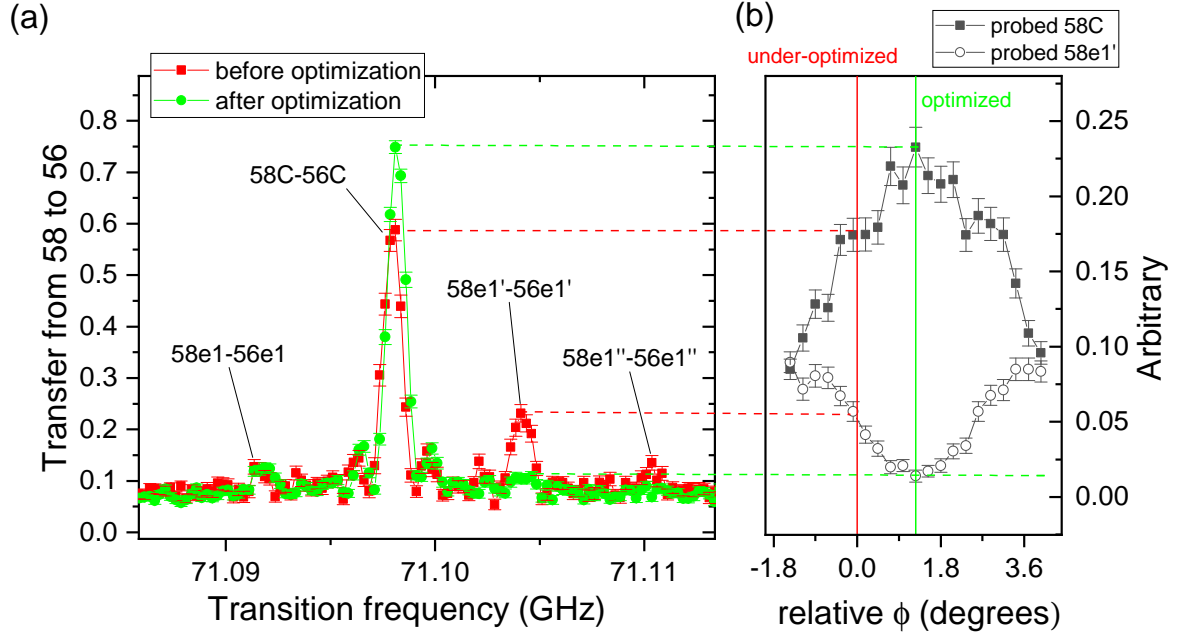 (a)
(b)
before optimization
after optimization
probed 58C
probed 58e1'
under-optimized
optimized
58C-56C
58e1'-56e1'
58e1-56e1
58e1''-56e1''
Transfer from 58 to 56
0.8
0.7
0.6
0.5
0.4
0.3
0.2
0.1
0.0
71.09
71.10
71.11
Transition frequency (GHz)
0.25
0.20
0.15
0.10
0.05
0.00
Arbitrary
-1.8
0.0
1.8
3.6
relative ϕ (degrees)